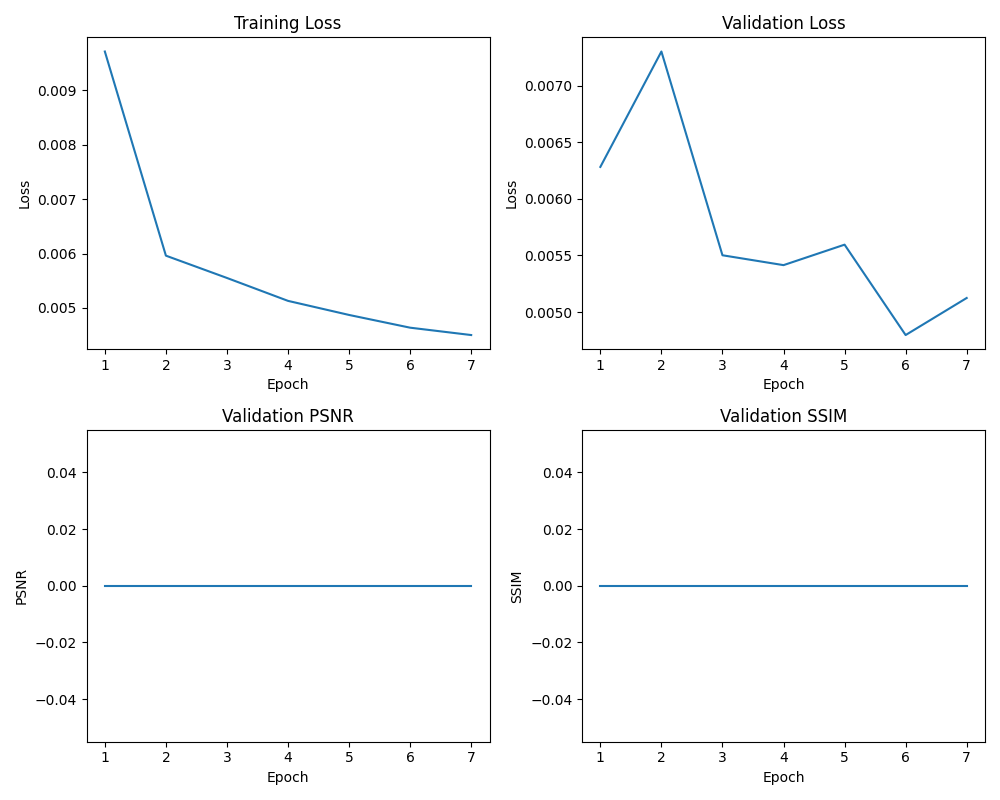 Training Loss
Loss
0.009
0.008
0.007
0.006
0.005
1 2 3 4 5 6 7
Epoch
Validation Loss
Loss
0.0070
0.0065
0.0060
0.0055
0.0050
1 2 3 4 5 6 7
Epoch
Validation PSNR
PSNR
0.04
0.02
0.00
−0.02
−0.04
1 2 3 4 5 6 7
Epoch
Validation SSIM
SSIM
0.04
0.02
0.00
−0.02
−0.04
1 2 3 4 5 6 7
Epoch